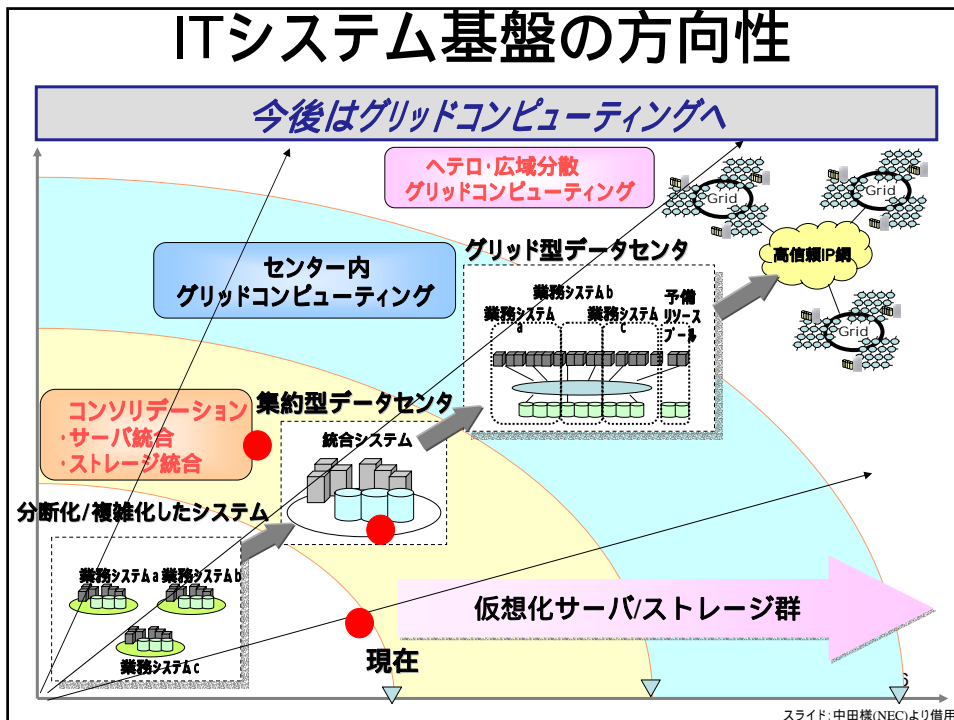 ITシステム基盤の方向性
今後はグリッドコンピューティングへ
ヘテロ・広域分散
グリッドコンピューティング
Grid
Grid
高信頼IP網
Grid
センター内
グリッドコンピューティング
グリッド型データセンタ
業務システムb
業務システム
a
業務システム
c
予備
リソース
プール
コンソリデーション
・サーバ統合
・ストレージ統合
集約型データセンタ
統合システム
分断化/複雑化したシステム
業務システムa 業務システムb
業務システムc
仮想化サーバ/ストレージ群
現在
6
スライド:中田様(NEC)より借用